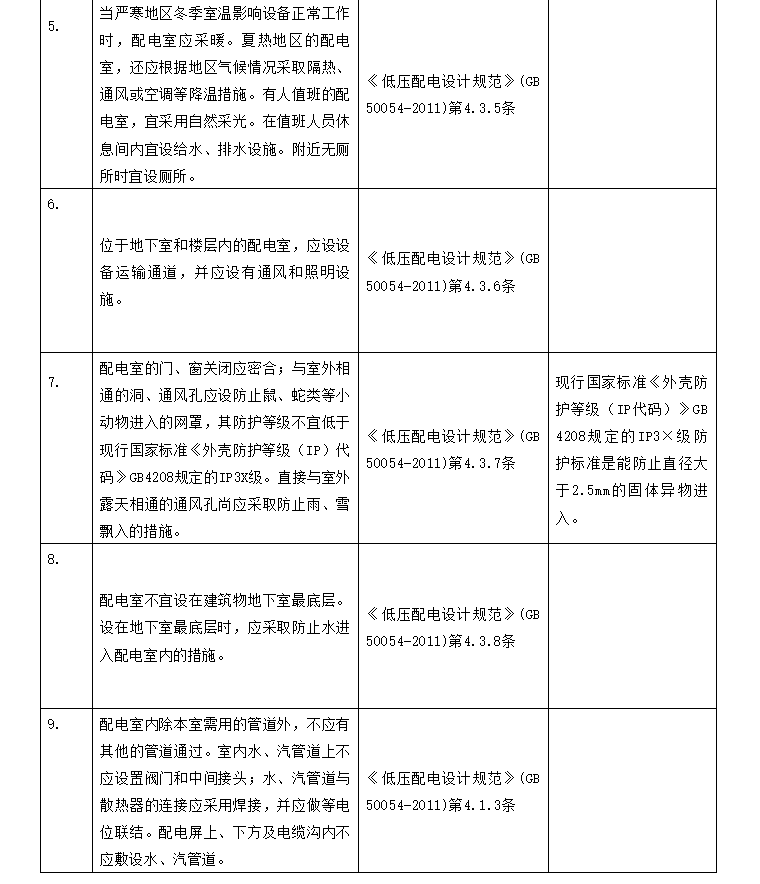 5.
当严寒地区冬季室温影响设备正常工作
时，配电室应采暖。夏热地区的配电
室，还应根据地区气候情况采取隔热、
通风或空调等降温措施。有人值班的配
电室，宜采用自然采光。在值班人员休
息间内宜设给水、排水设施。附近无厕
所时宜设厕所。
《低压配电设计规范》(GB
50054-2011)第4.3.5条
6.
位于地下室和楼层内的配电室，应设设
备运输通道，并应设有通风和照明设
施。
《低压配电设计规范》(GB
50054-2011)第4.3.6条
7.
配电室的门、窗关闭应密合；与室外相
通的洞、通风孔应设防止鼠、蛇类等小
动物进入的网罩，其防护等级不宜低于
现行国家标准《外壳防护等级（IP）代
码》GB4208规定的IP3X级。直接与室外
露天相通的通风孔尚应采取防止雨、雪
飘入的措施。
《低压配电设计规范》(GB
50054-2011)第4.3.7条
现行国家标准《外壳防
护等级（IP代码）》GB
4208规定的IP3×级防
护标准是能防止直径大
于2.5mm的固体异物进
入。
8.
配电室不宜设在建筑物地下室最底层。
设在地下室最底层时，应采取防止水进
入配电室内的措施。
《低压配电设计规范》(GB
50054-2011)第4.3.8条
9.
配电室内除本室需用的管道外，不应有
其他的管道通过。室内水、汽管道上不
应设置阀门和中间接头；水、汽管道与
散热器的连接应采用焊接，并应做等电
位联结。配电屏上、下方及电缆沟内不
应敷设水、汽管道。
《低压配电设计规范》(GB
50054-2011)第4.1.3条